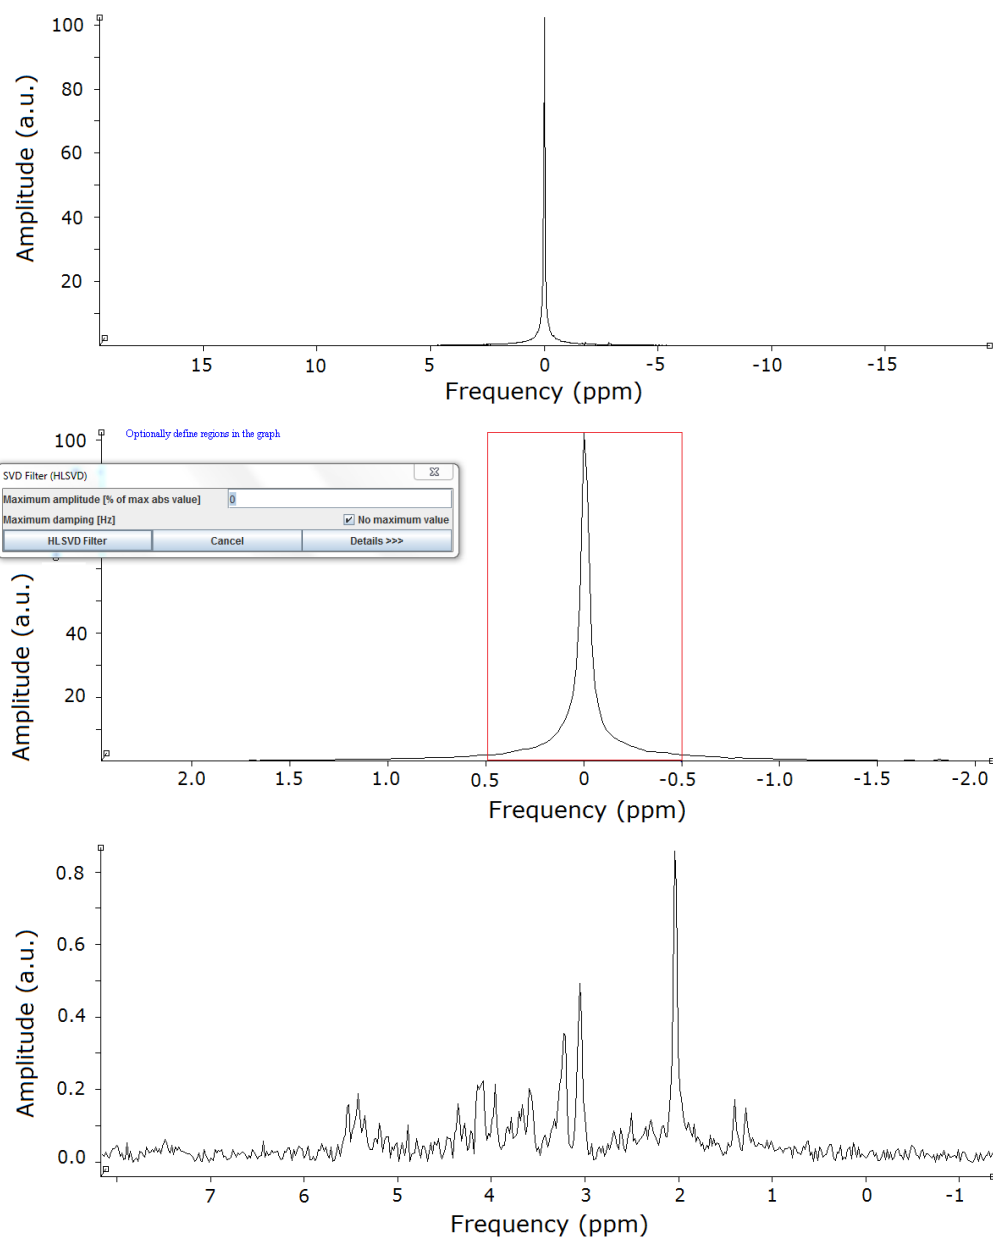 100
80
60
40
20
Amplitude (a.u.)
15 10 5 0 -5 -10 -15
Frequency (ppm)
Optionally define regions in the graph
100
SVD Filter (HLSVD)
Maximum amplitude [% of max abs value] 0
Maximum damping [Hz] No maximum value
HLSVD Filter Cancel Details >>>
40
20
Amplitude (a.u.)
2.0 1.5 1.0 0.5 0 -0.5 -1.0 -1.5 -2.0
Frequency (ppm)
0.8
0.6
0.4
0.2
0.0
Amplitude (a.u.)
7 6 5 4 3 2 1 0 -1
Frequency (ppm)